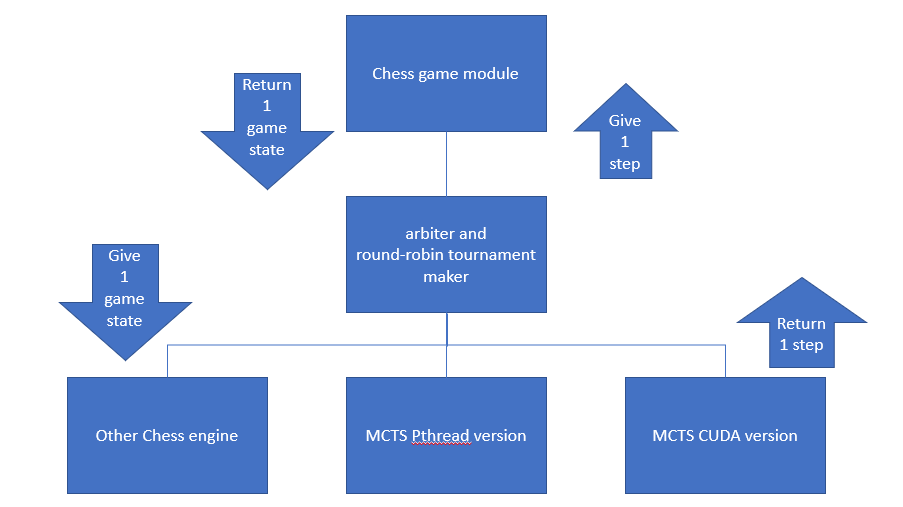 Chess game module
Return
1
game
state
Give
1
step
arbiter and
round-robin tournament
maker
Give
1
game
state
Return
1 step
Other Chess engine
MCTS Pthread version
MCTS CUDA version